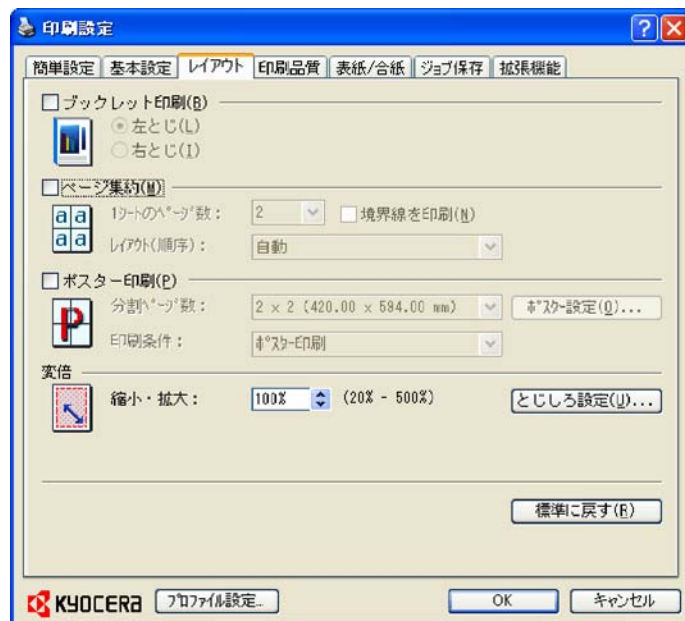 印刷設定
簡単設定 基本設定 レイアウト 印刷品質 表紙/合紙 ジョブ保存 拡張機能
ブックレット印刷(B)
左とじ(L)
右とじ(I)
ページ集約(M)
1シートのページ数: 2 境界線を印刷(N)
レイアウト(順序): 自動
ポスター印刷(P)
分割ページ数: 2 × 2 (420.00 x 594.00 mm) ポスター設定(O)...
印刷条件: ポスター印刷
変倍
縮小・拡大: 100% (20% - 500%) とじしろ設定(U)...
標準に戻す(R)
KYOCERA プロファイル設定... OK キャンセル